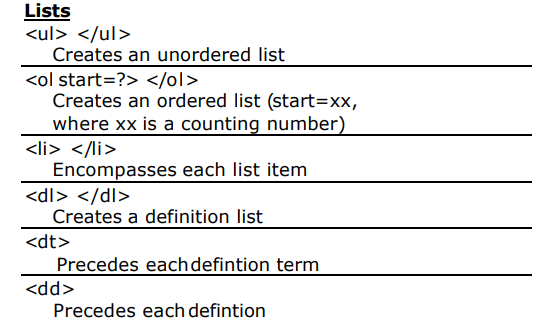 Lists
<ul> </ul>
Creates an unordered list
<ol start=?> </ol>
Creates an ordered list (start=xx,
where xx is a counting number)
<li> </li>
Encompasses each list item
<dl> </dl>
Creates a definition list
<dt>
Precedes each defintion term
<dd>
Precedes each defintion